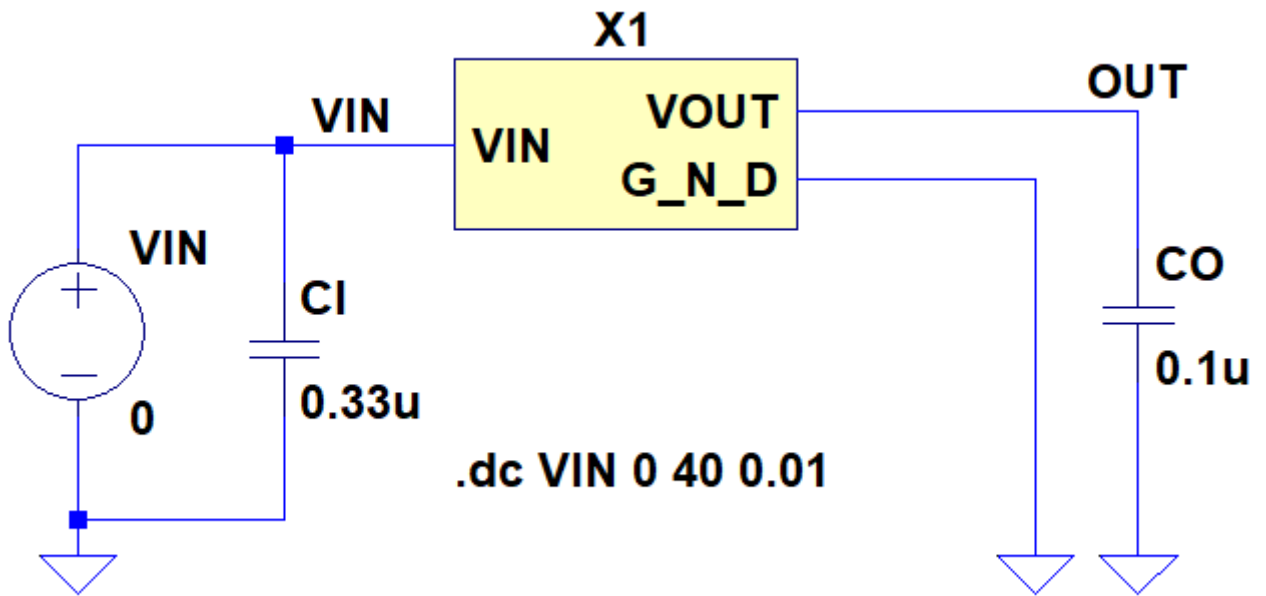 X1
VIN
VIN
VOUT
G_N_D
OUT
VIN
0
CI
0.33u
CO
0.1u
.dc VIN 0 40 0.01